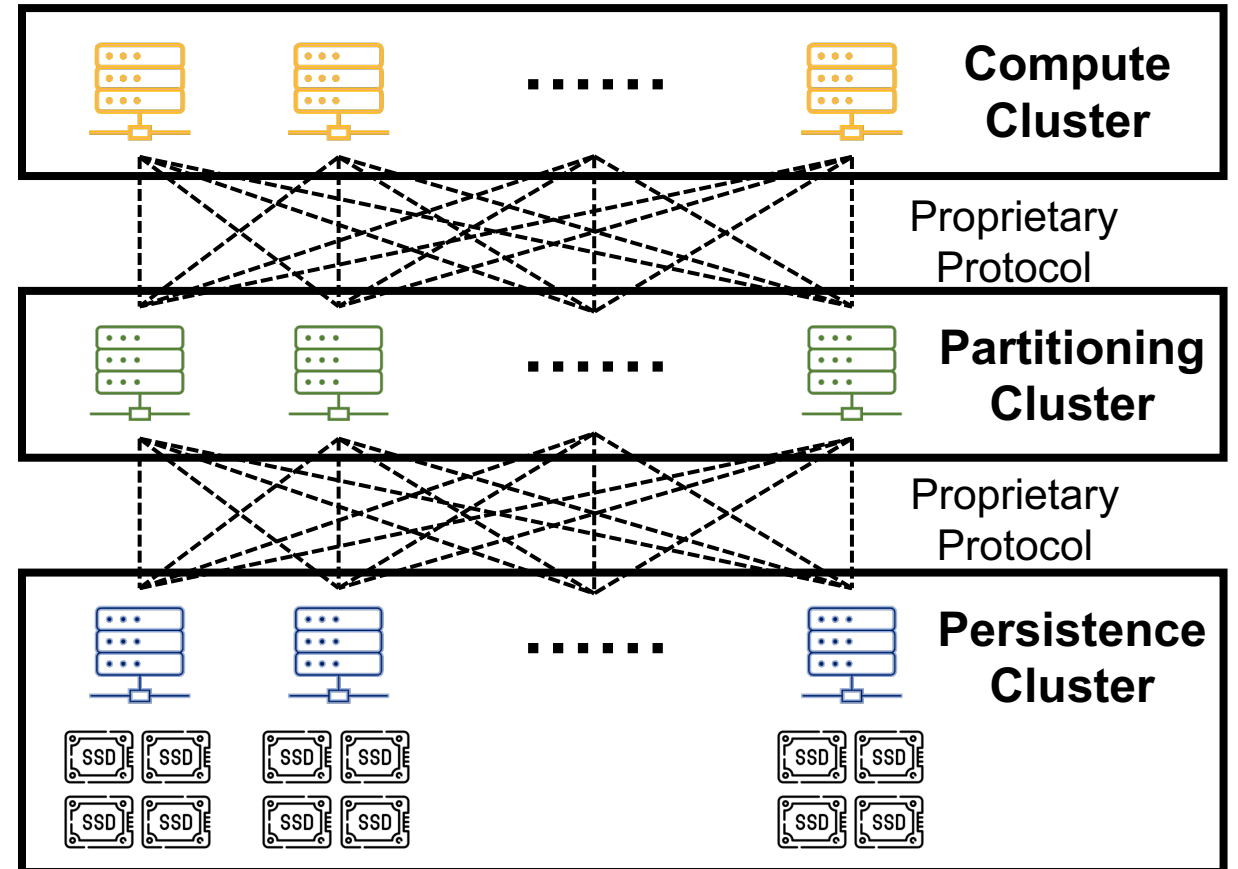 Compute
Cluster
Proprietary
Protocol
Partitioning
Cluster
Proprietary
Protocol
Persistence
Cluster
SSD SSD SSD SSD SSD SSD
SSD SSD SSD SSD SSD SSD